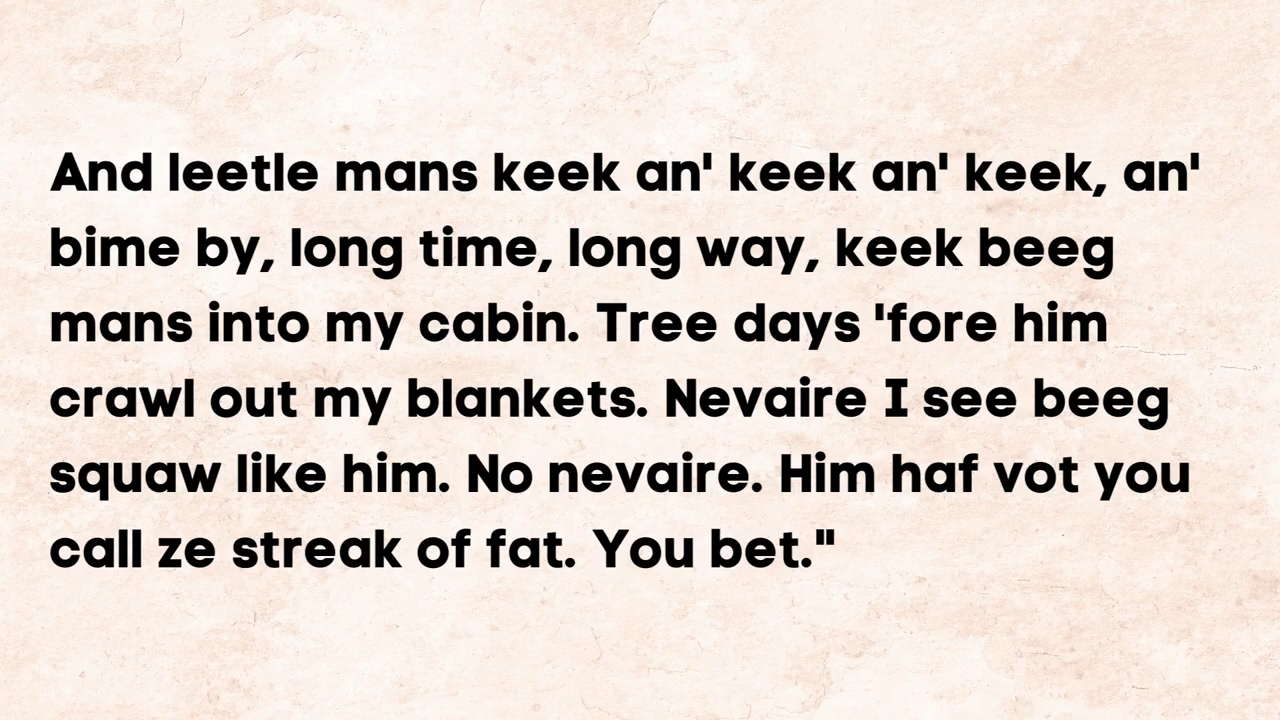 And leetle mans keek an' keek an' keek, an'
bime by, long time, long way, keek beeg
mans into my cabin. Tree days 'fore him
crawl out my blankets. Nevaire I see beeg
squaw like him. No nevaire. Him haf vot you
call ze streak of fat. You bet."